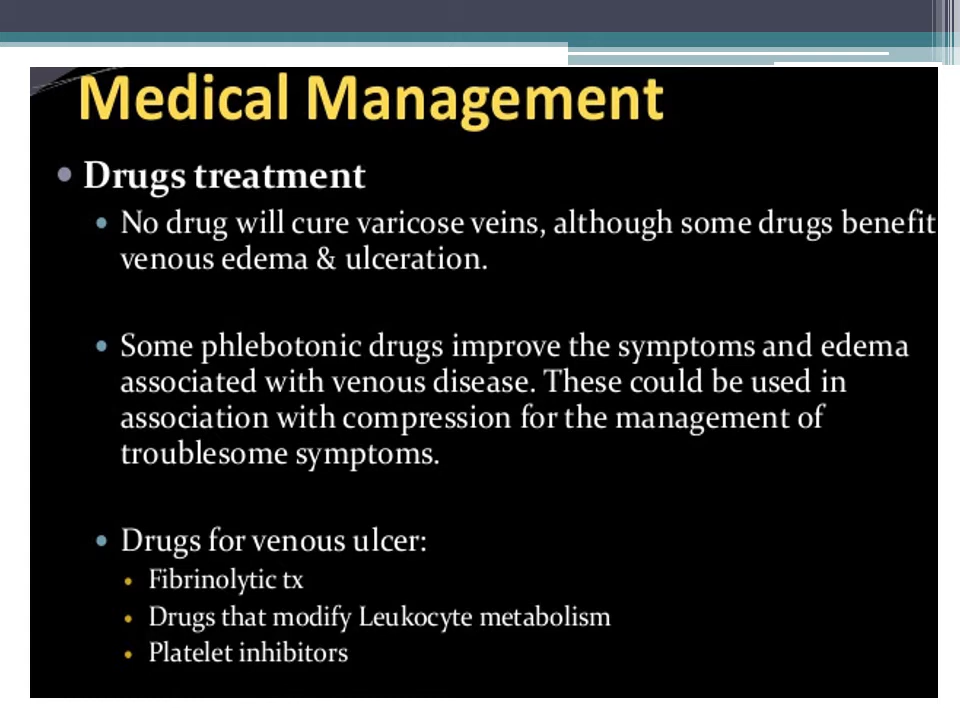 Medical Management
• Drugs treatment
• No drug will cure varicose veins, although some drugs benefit
venous edema & ulceration.
• Some phlebotonic drugs improve the symptoms and edema
associated with venous disease. These could be used in
association with compression for the management of
troublesome symptoms.
• Drugs for venous ulcer:
• Fibrinolytic tx
• Drugs that modify Leukocyte metabolism
• Platelet inhibitors